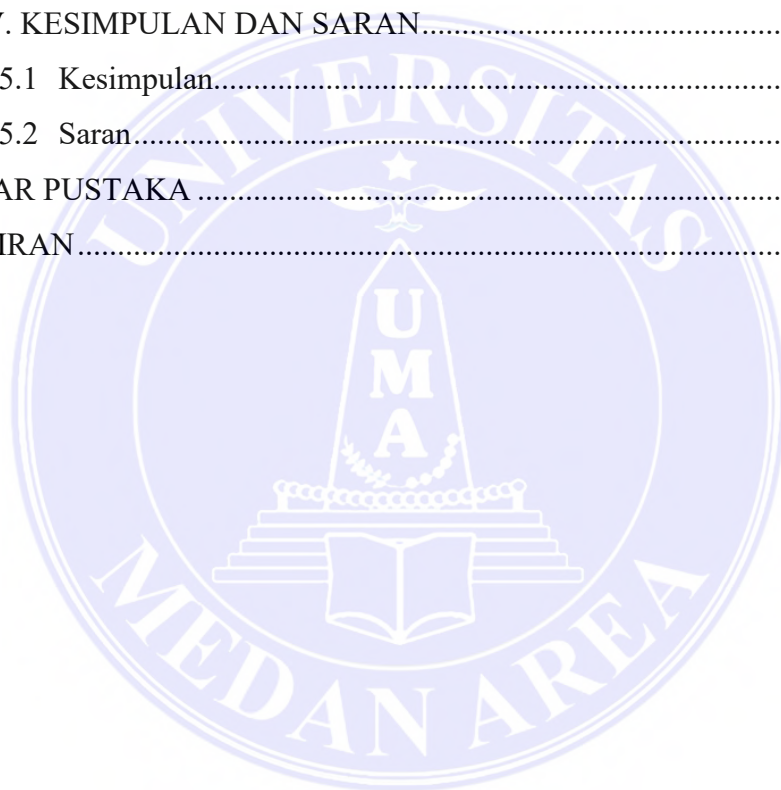 . KESIMPULAN DAN SARAN........................................
5.1 Kesimpulan........................................................................
5.2 Saran..................................................................................
AR PUSTAKA ..........................................................................
IRAN.........................................................................................
UNIVERSITAS
U
M
A
MEDAN AREA